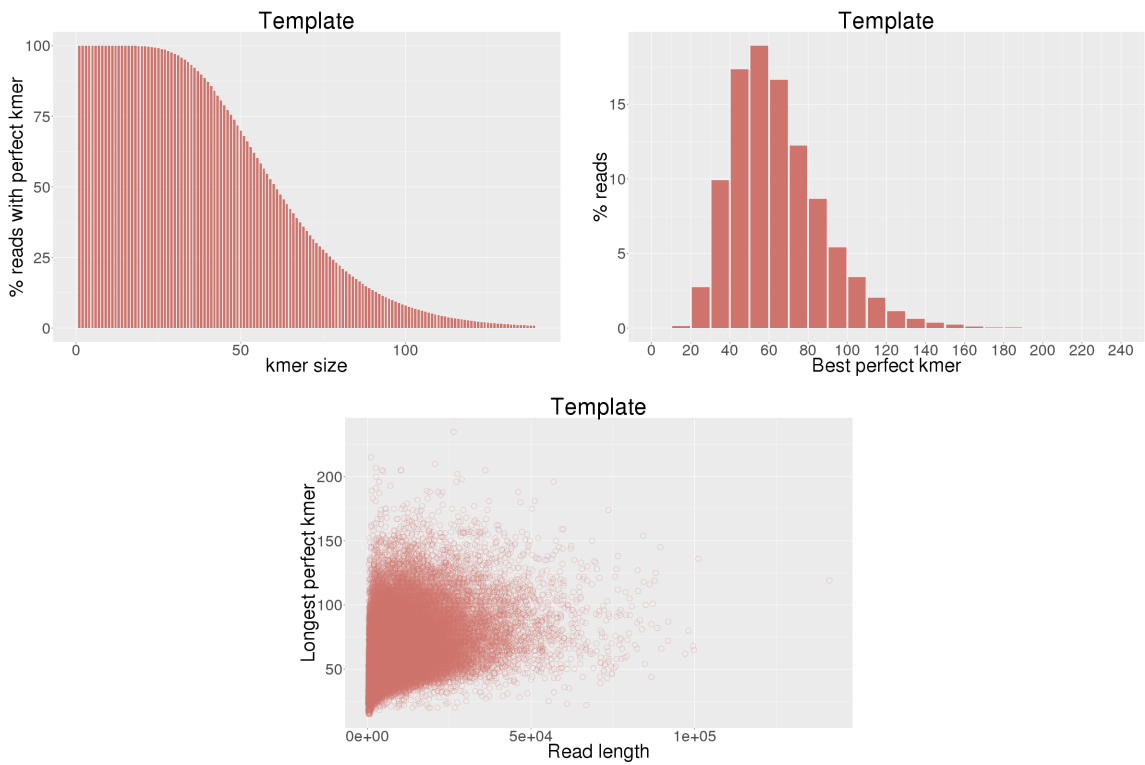 Template
% reads with perfect kmer
100
75
50
25
0
0 50 100
kmer size
Template
% reads
15
10
5
0
0 20 40 60 80 100 120 140 160 180 200 220 240
Best perfect kmer
Template
Longest perfect kmer
200
150
100
50
0e+00 5e+04 1e+05
Read length